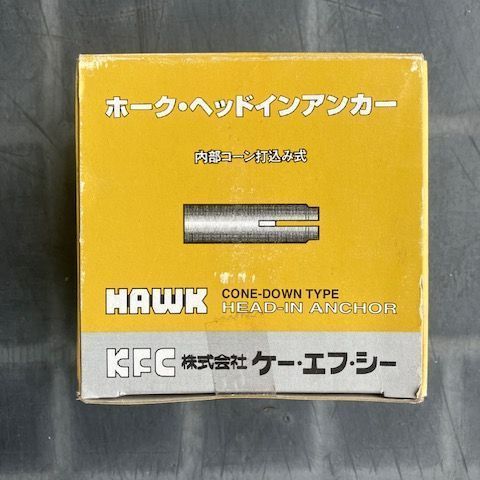 ホーク・ヘッドインアンカー
内部コーン打込み式
HAWK CONE-DOWN TYPE
HEAD-IN ANCHOR
KFC 株式会社 ケー・エフ・シー